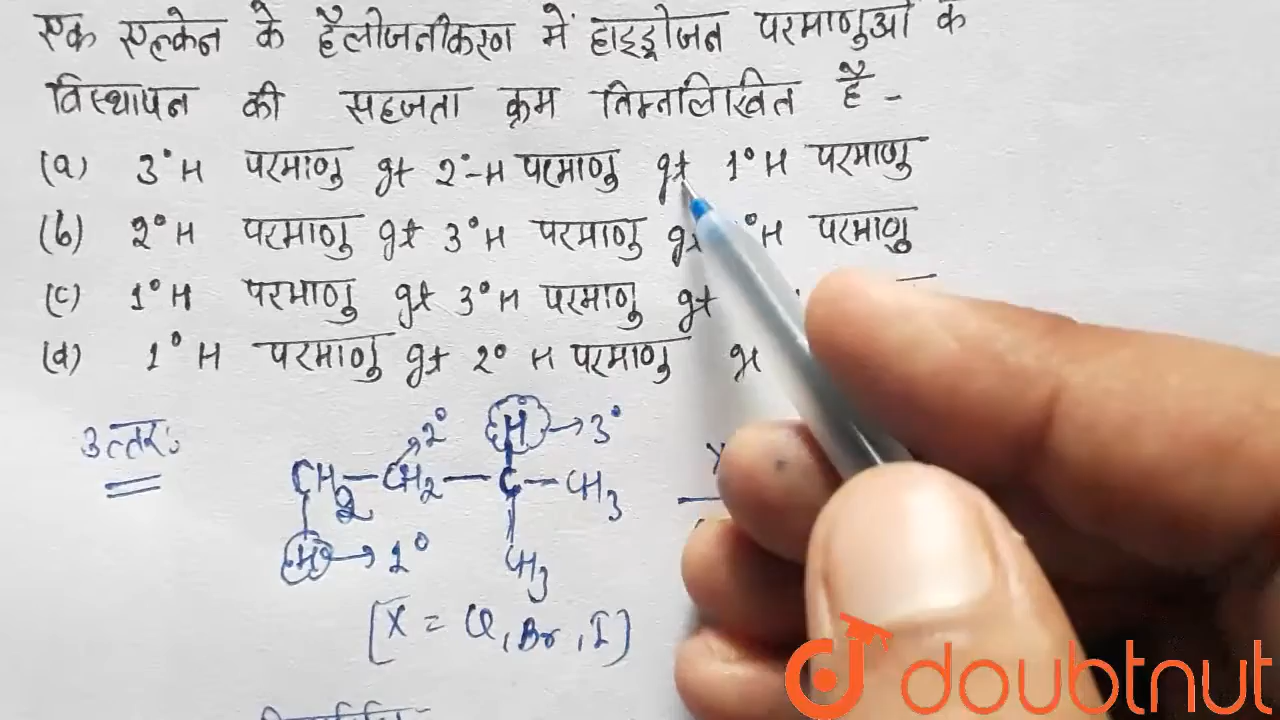 एक एल्केन के हैलोजनीकरण में हाइड्रोजन परमाणुओं के
विस्थापन की सहजता क्रम निम्नलिखित है -
(a) 3°H परमाणु gt 2°-H परमाणु gt 1°H परमाणु
(b) 2°H परमाणु gt 3°H परमाणु gt °H परमाणु
(c) 1°H परमाणु gt 3°H परमाणु gt
(d) 1°H परमाणु gt 2°H परमाणु gt
उत्तर:
2° H → 3°
CH2 — CH2 — C — CH3
H → 1° CH3
[X = Cl, Br, I]
doubtnut